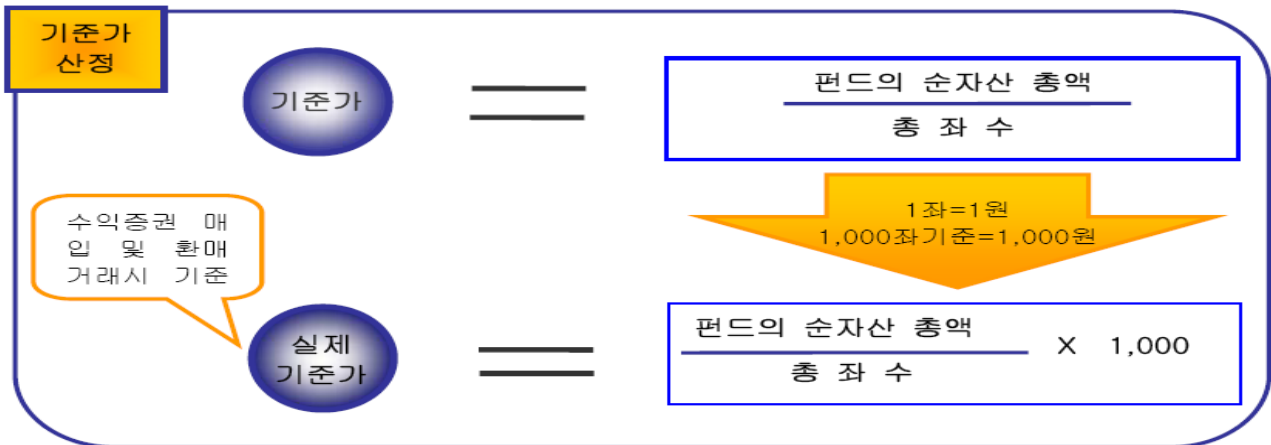 기준가
산정
기준가
펀드의 순자산 총액
총 좌 수
1좌=1원
1,000좌기준=1,000원
수익증권 매
입 및 환매
거래시 기준
실제
기준가
펀드의 순자산 총액
총 좌 수
X 1,000